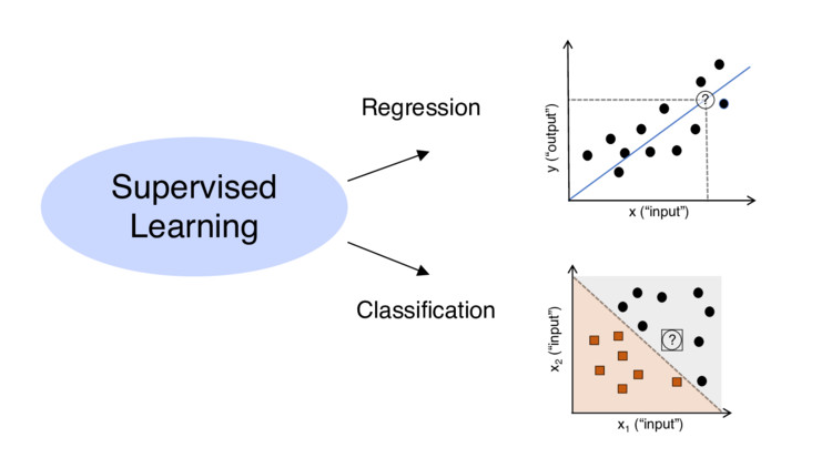 Supervised
Learning
Regression
y (“output”)
?
x (“input”)
Classification
x₂ (“input”)
?
x₁ (“input”)